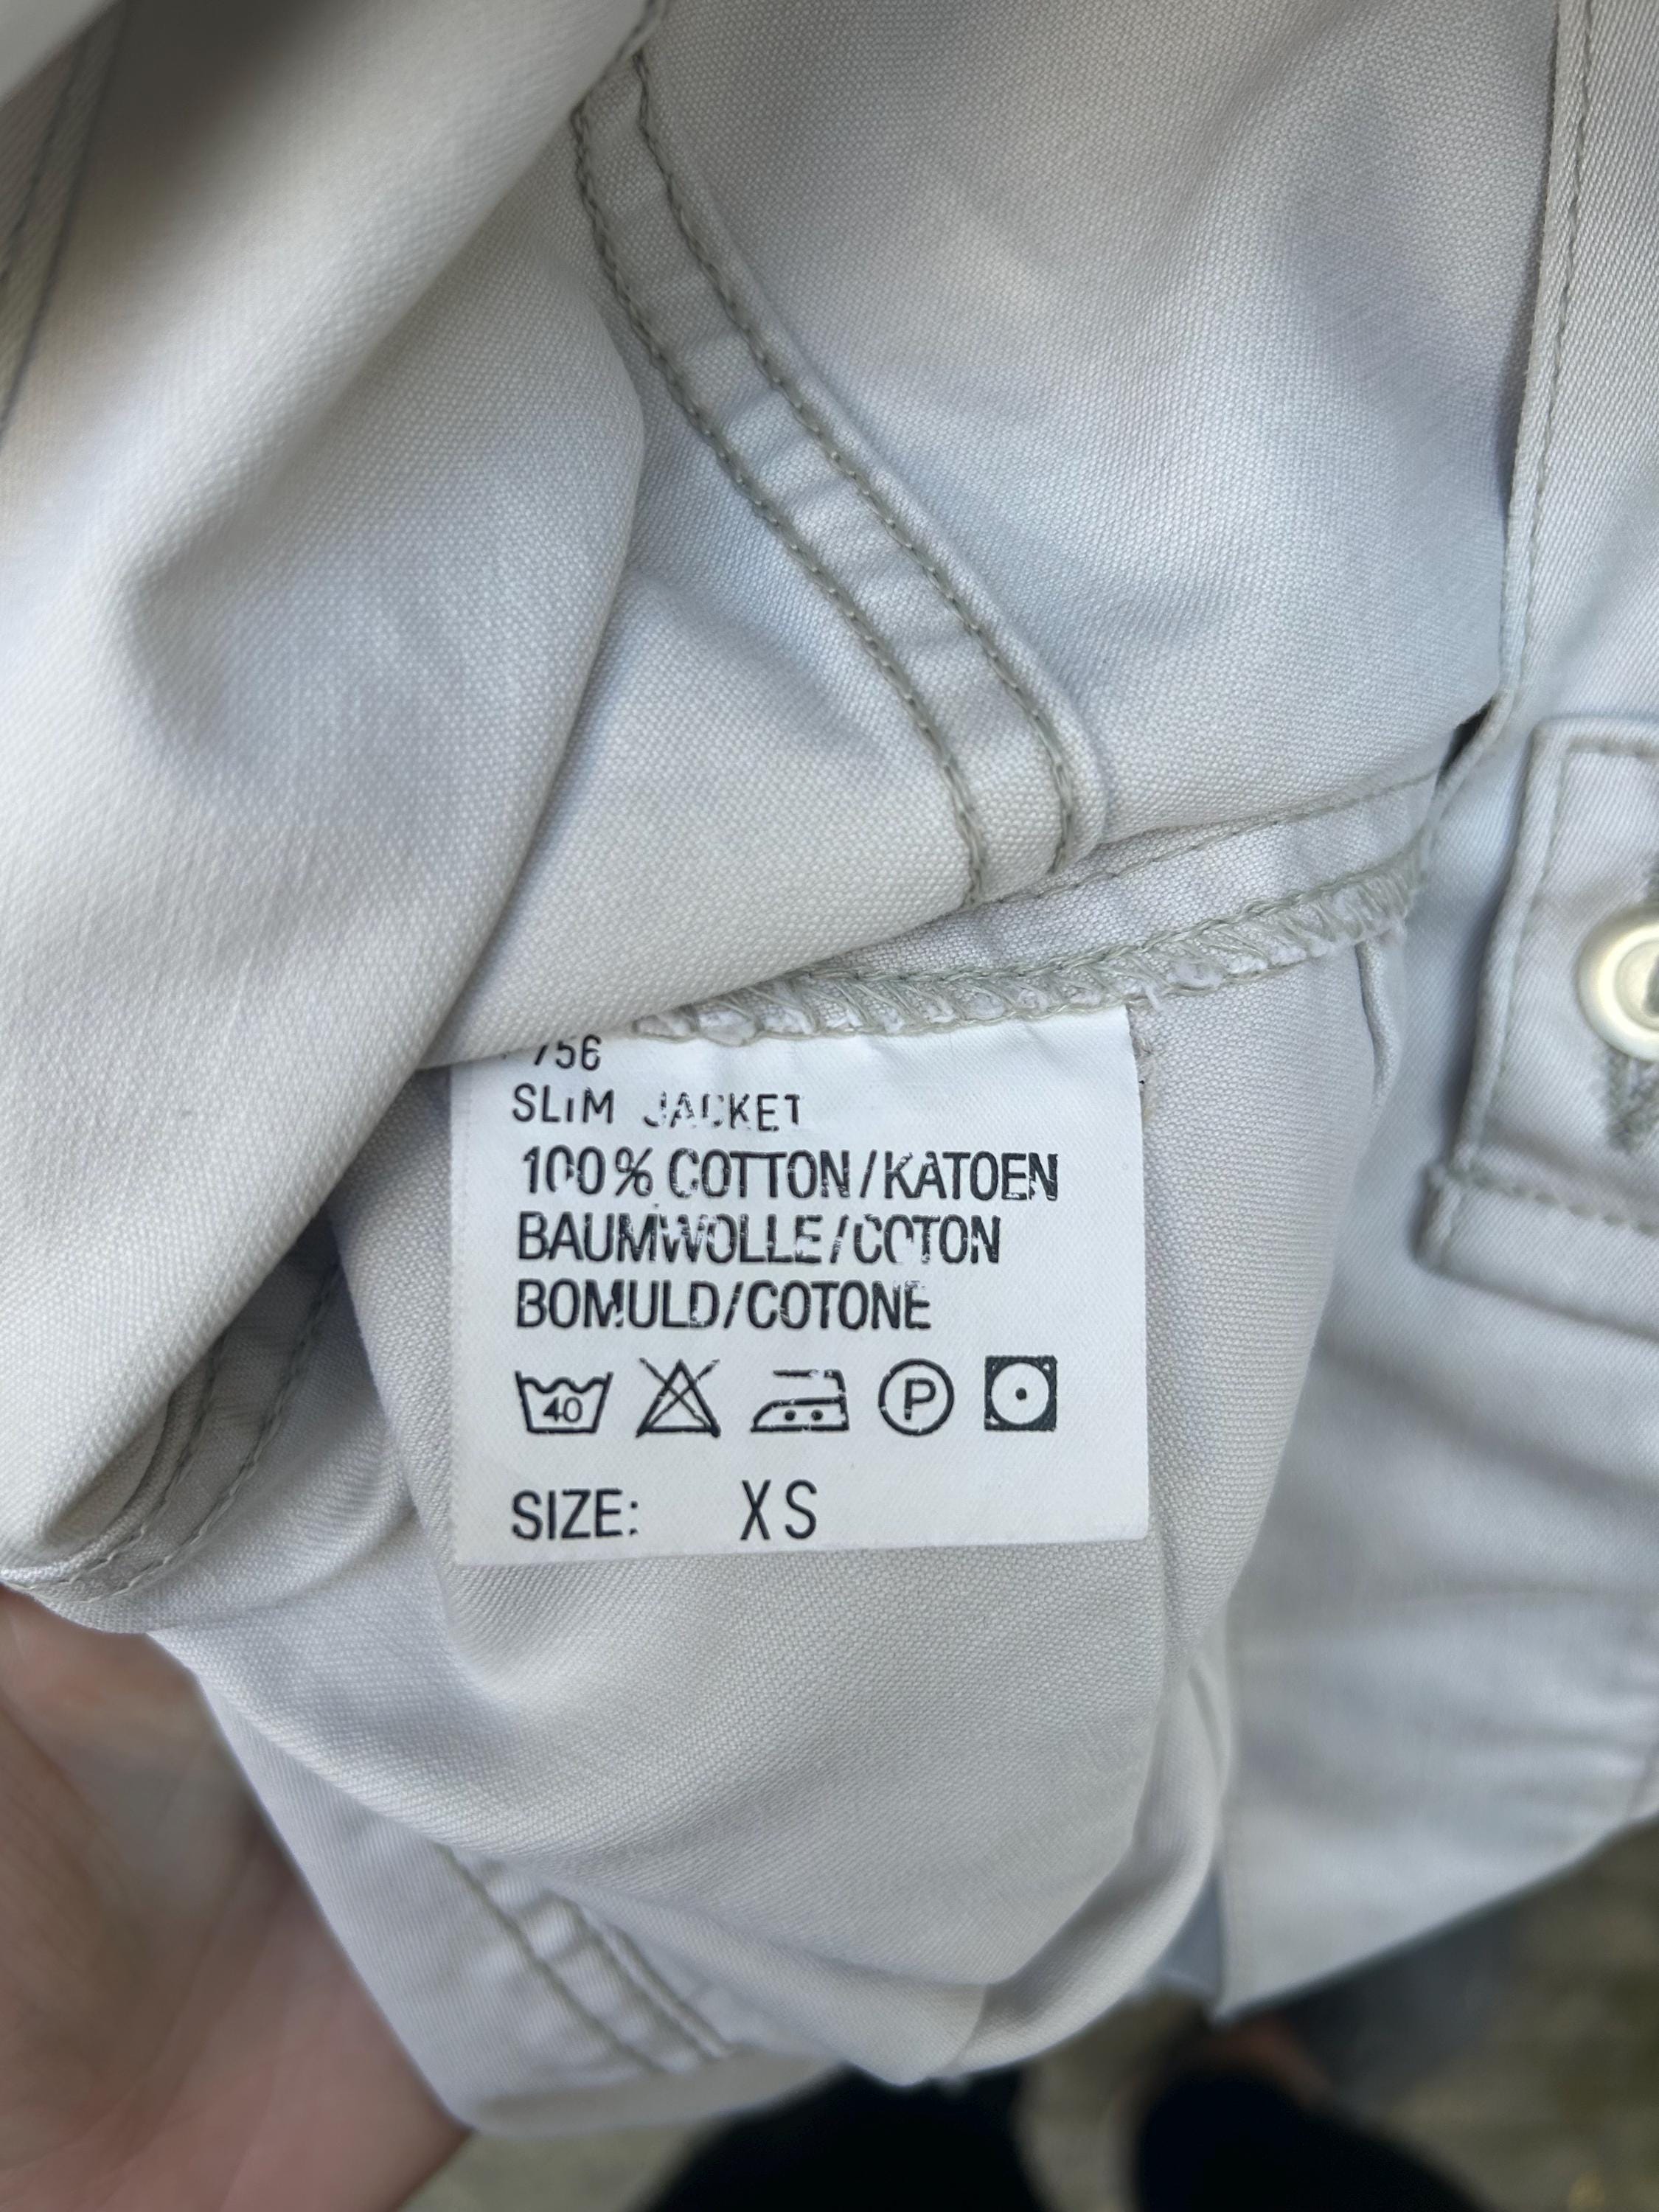 756
SLIM JACKET
100% COTTON/KATOEN
BAUMWOLLE/COTON
BOMULD/COTONE
40 P
SIZE: XS